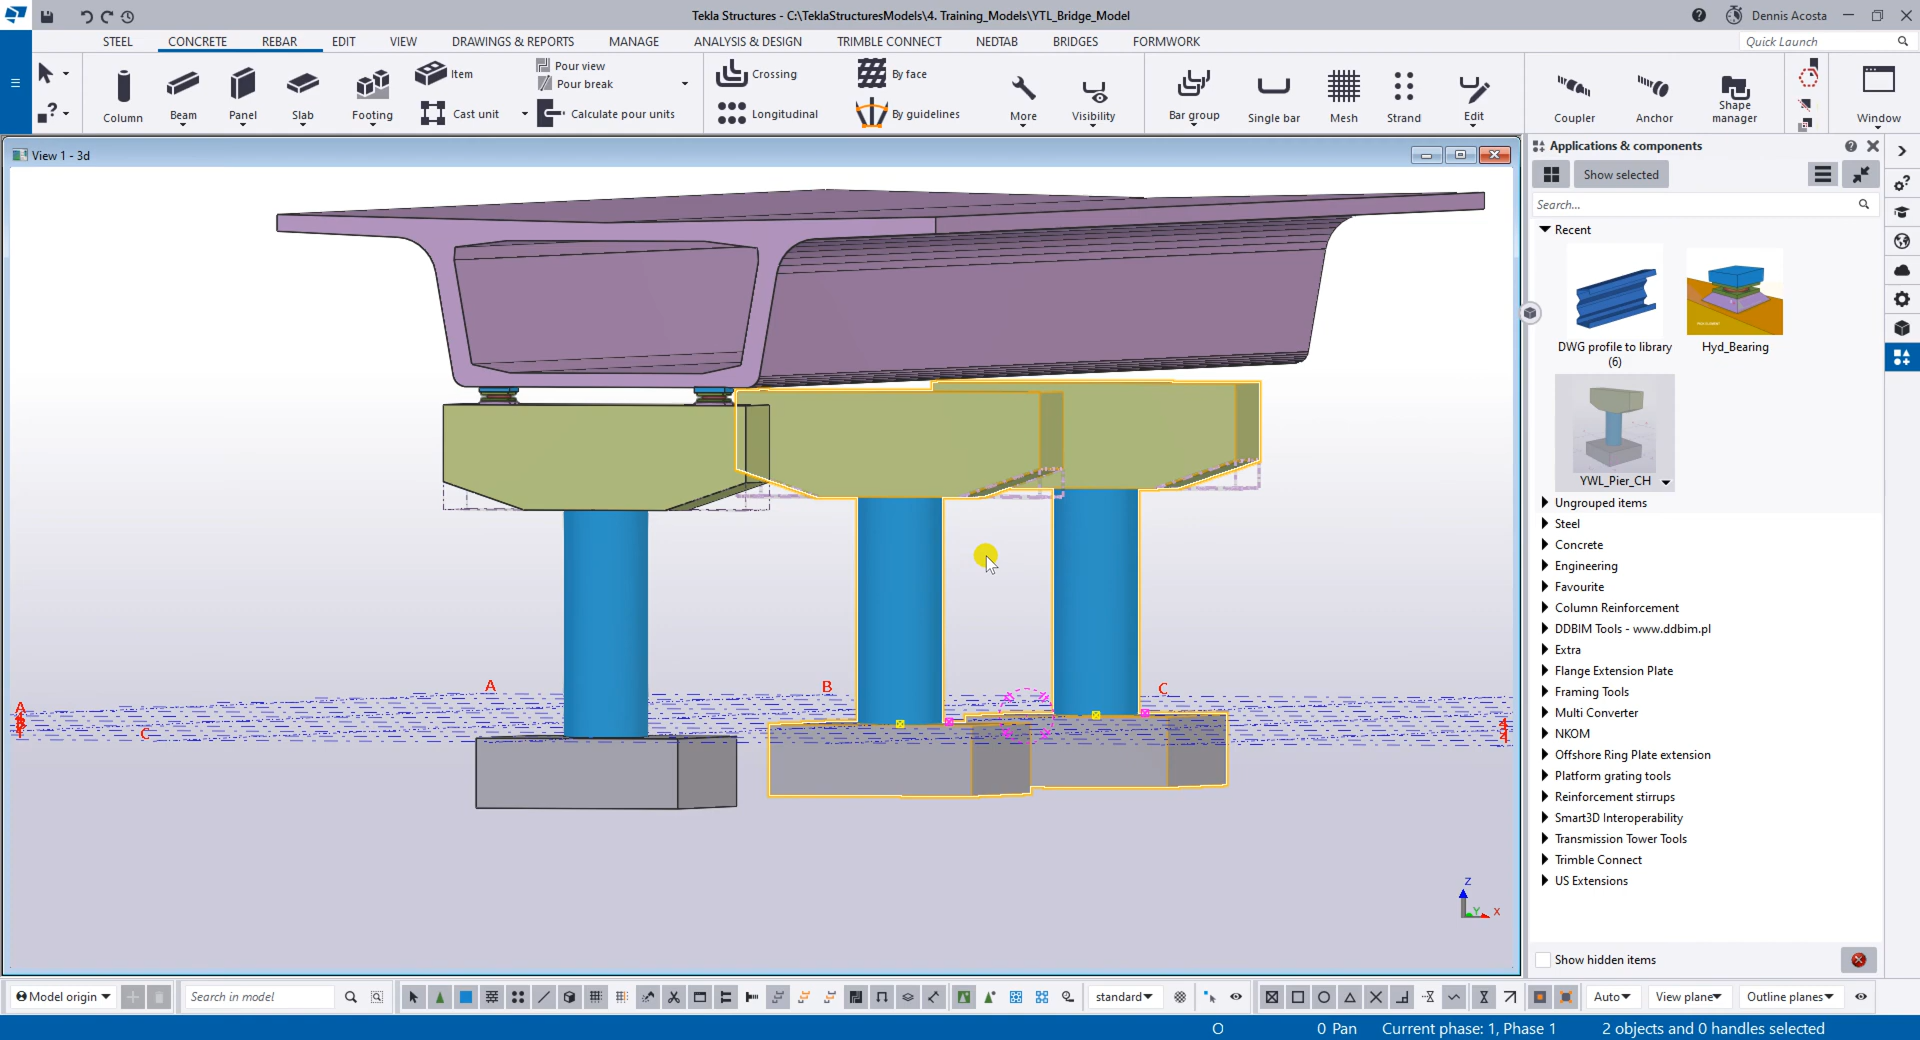 Tekla Structures - C:\TeklaStructuresModels\4. Training_Models\YTL_Bridge_Model
Dennis Acosta
STEEL CONCRETE REBAR EDIT VIEW DRAWINGS & REPORTS MANAGE ANALYSIS & DESIGN TRIMBLE CONNECT NEDTAB BRIDGES FORMWORK
Quick Launch
Column
Beam
Panel
Slab
Footing
Item
Cast unit
Pour view
Pour break
Calculate pour units
Crossing
Longitudinal
By face
By guidelines
More
Visibility
Bar group
Single bar
Mesh
Strand
Edit
Coupler
Anchor
Shape
manager
Window
View 1 - 3d
A
B
C
C
A
Z
Y
X
Applications & components
Show selected
Search...
Recent
DWG profile to library
(6)
Hyd_Bearing
YWL_Pier_CH
Ungrouped items
Steel
Concrete
Engineering
Favourite
Column Reinforcement
DDBIM Tools - www.ddbim.pl
Extra
Flange Extension Plate
Framing Tools
Multi Converter
NKOM
Offshore Ring Plate extension
Platform grating tools
Reinforcement stirrups
Smart3D Interoperability
Transmission Tower Tools
Trimble Connect
US Extensions
Show hidden items
Model origin
Search in model
standard
Auto
View plane
Outline planes
O
0 Pan
Current phase: 1, Phase 1
2 objects and 0 handles selected